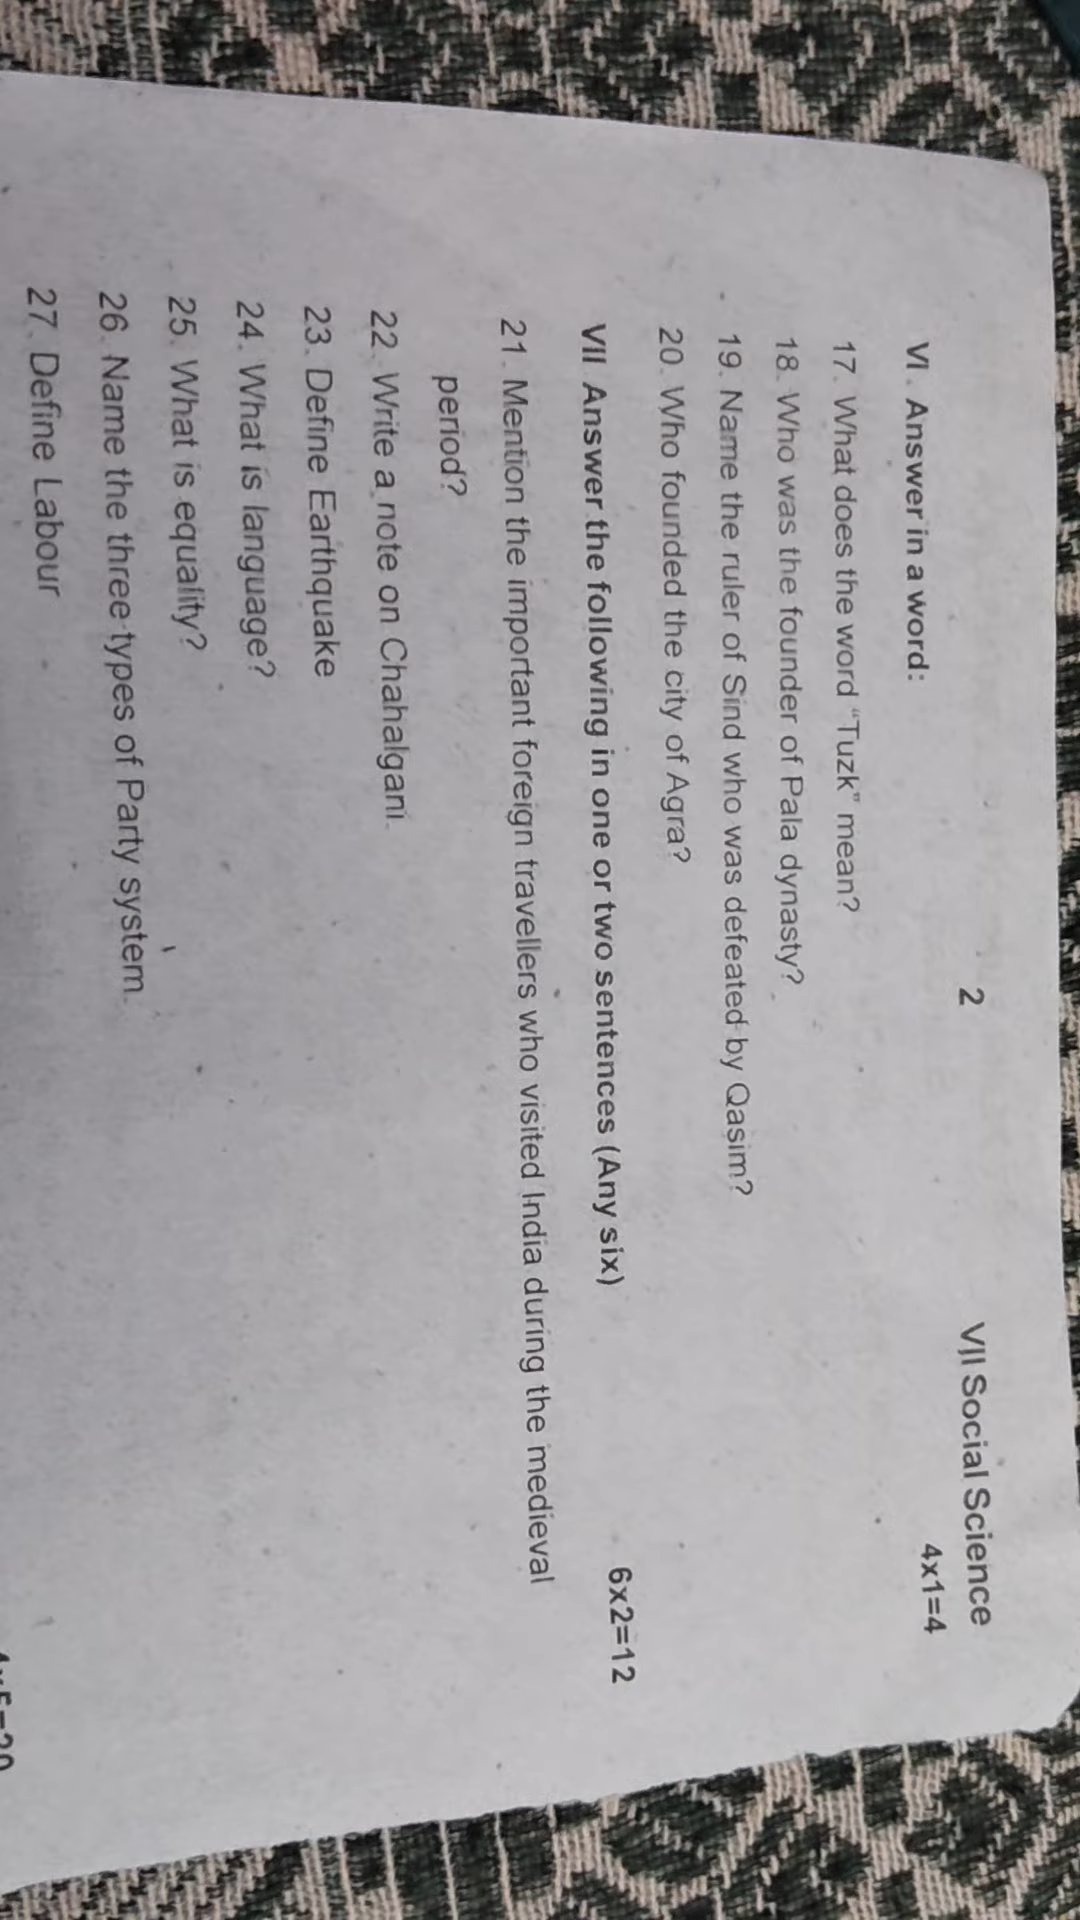 2
VII Social Science
VI. Answer in a word:
4x1=4
17. What does the word "Tuzk" mean?
18. Who was the founder of Pala dynasty?
19. Name the ruler of Sind who was defeated by Qasim?
20. Who founded the city of Agra?
VII. Answer the following in one or two sentences (Any six)
6x2=12
21. Mention the important foreign travellers who visited India during the medieval
period?
22. Write a note on Chahalgani.
23. Define Earthquake
24. What is language?
25. What is equality?
26. Name the three types of Party system.
27. Define Labour